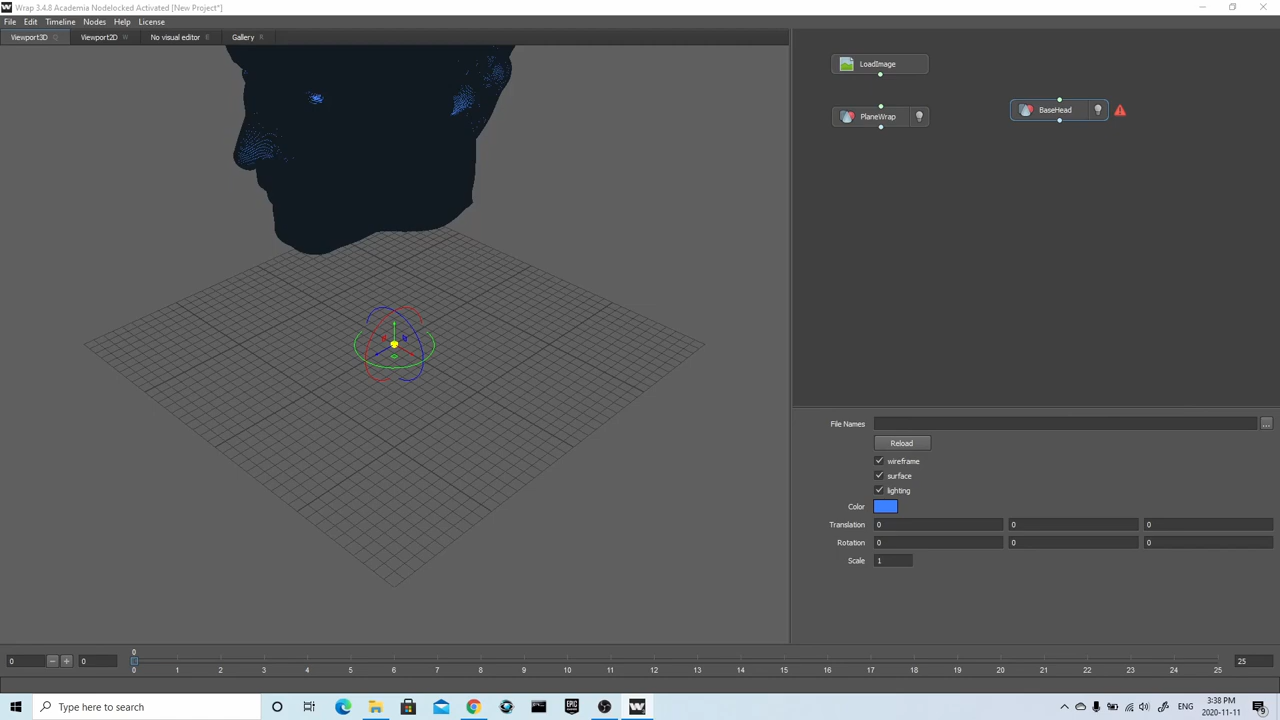 Wrap 3.4.8 Academia Nodelocked Activated [New Project*]
File Edit Timeline Nodes Help License
Viewport3D Q Viewport2D W No visual editor E Gallery R
LoadImage
PlaneWrap
BaseHead
File Names
...
Reload
wireframe
surface
lighting
Color
Translation 0 0 0
Rotation 0 0 0
Scale 1
0
0 0 1 2 3 4 5 6 7 8 9 10 11 12 13 14 15 16 17 18 19 20 21 22 23 24 25
0 0 25
Type here to search
EPIC
ENG
3:38 PM
2020-11-11